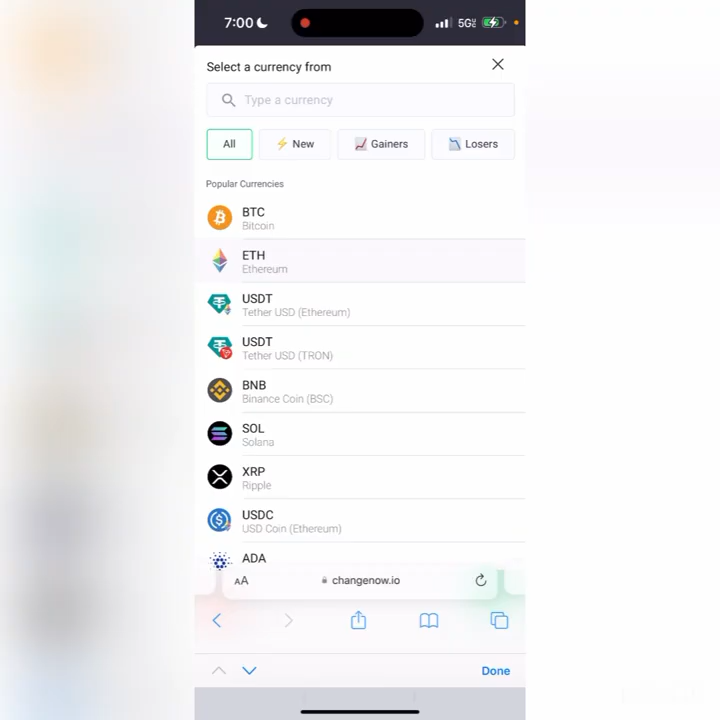 7:00
5G
Select a currency from
Type a currency
All
New
Gainers
Losers
Popular Currencies
BTC
Bitcoin
ETH
Ethereum
USDT
Tether USD (Ethereum)
USDT
Tether USD (TRON)
BNB
Binance Coin (BSC)
SOL
Solana
XRP
Ripple
USDC
USD Coin (Ethereum)
ADA
AA
changenow.io
Done